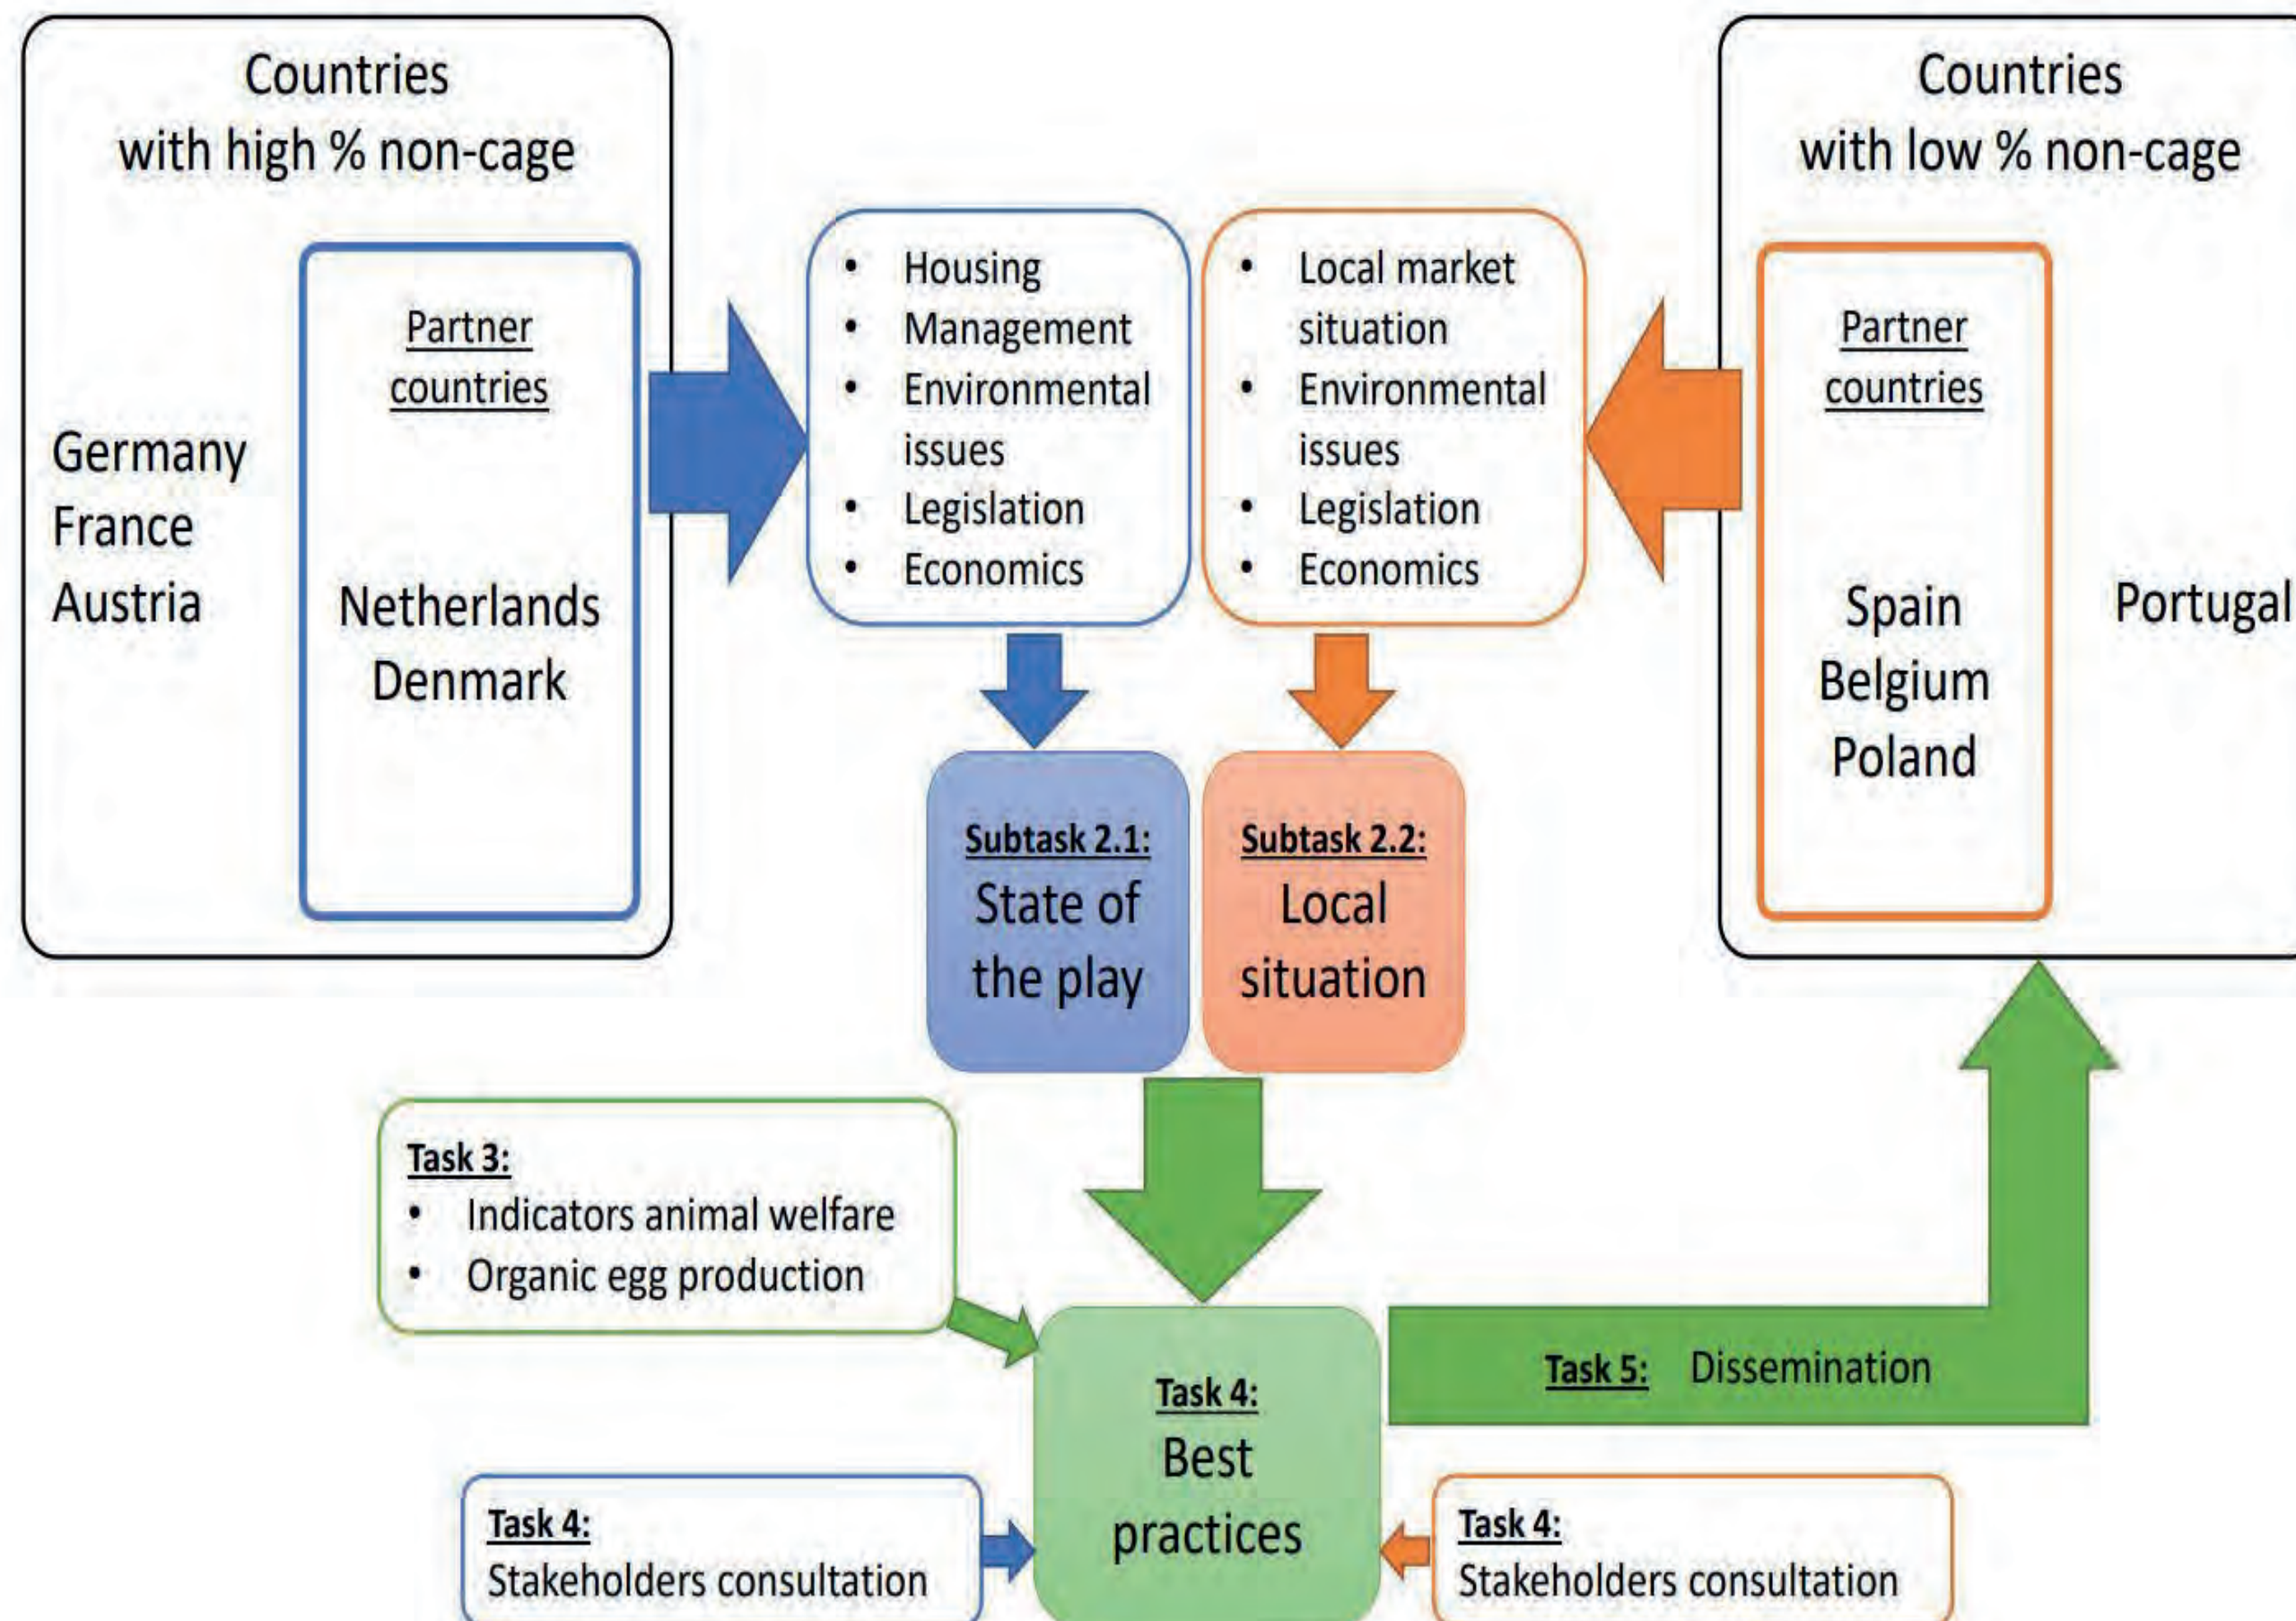 Countries
with high % non-cage
Germany
France
Austria
Partner
countries
Netherlands
Denmark
• Housing
• Management
• Environmental
issues
• Legislation
• Economics
• Local market
situation
• Environmental
issues
• Legislation
• Economics
Countries
with low % non-cage
Partner
countries
Spain
Belgium
Poland
Portugal
Subtask 2.1:
State of
the play
Subtask 2.2:
Local
situation
Task 3:
• Indicators animal welfare
• Organic egg production
Task 4:
Best
practices
Task 5: Dissemination
Task 4:
Stakeholders consultation
Task 4:
Stakeholders consultation